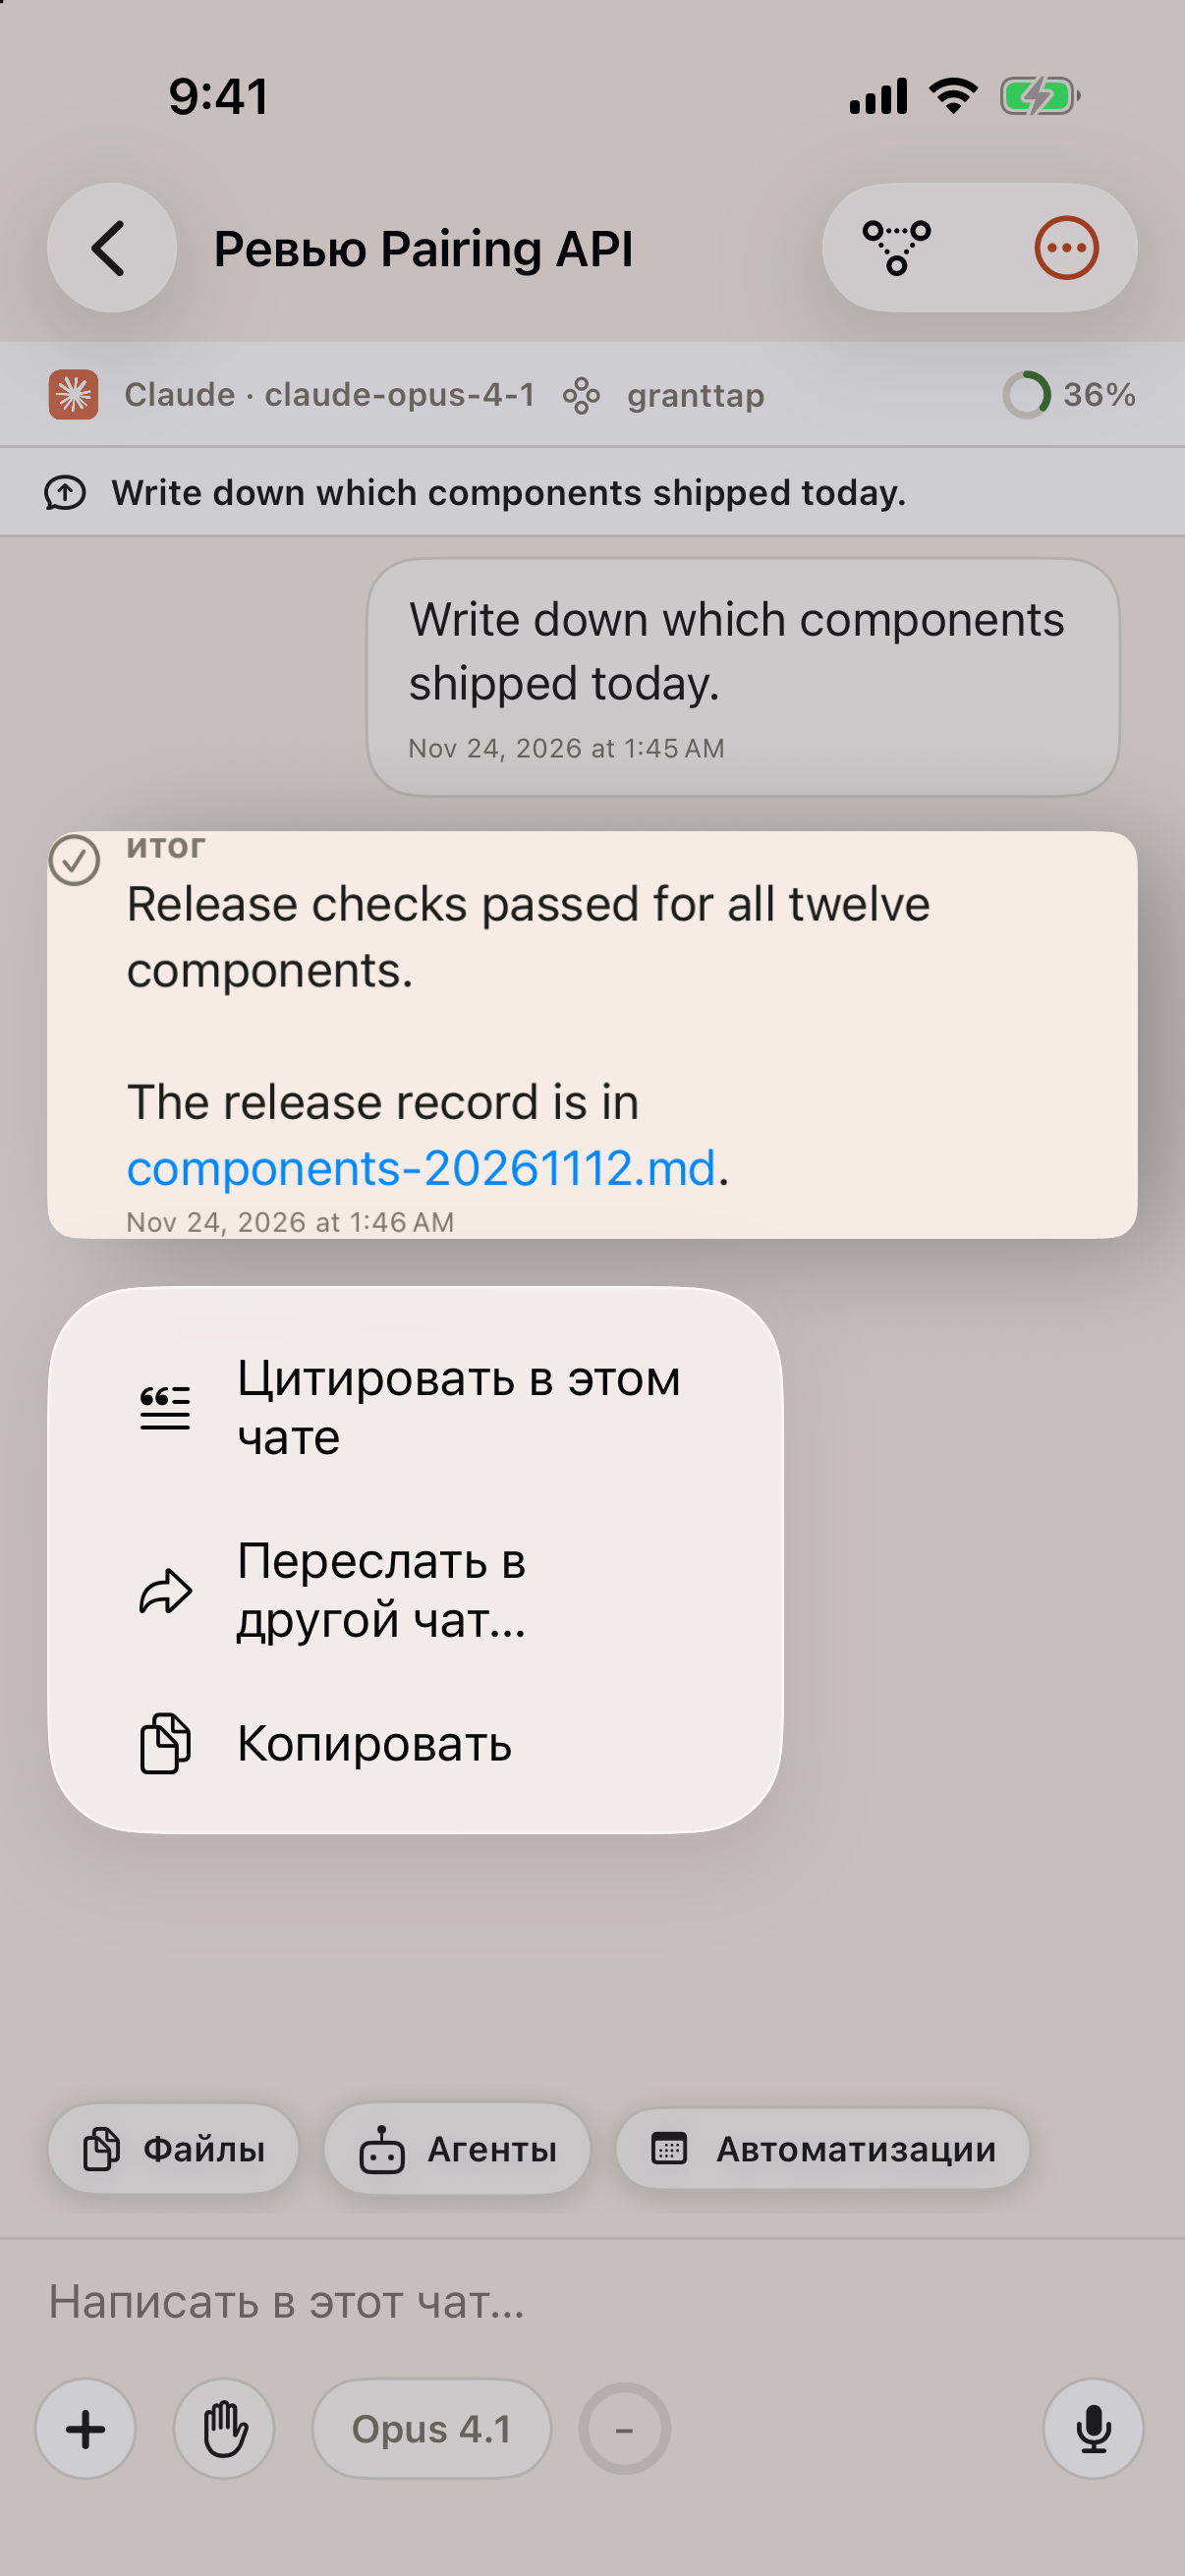 9:41
Ревью Pairing API
Claude · claude-opus-4-1 granttap 36%
Write down which components shipped today.
Write down which components
shipped today.
Nov 24, 2026 at 1:45 AM
итог
Release checks passed for all twelve
components.
The release record is in
components-20261112.md.
Nov 24, 2026 at 1:46 AM
Цитировать в этом
чате
Переслать в
другой чат...
Копировать
Файлы Агенты Автоматизации
Написать в этот чат...
Opus 4.1 –